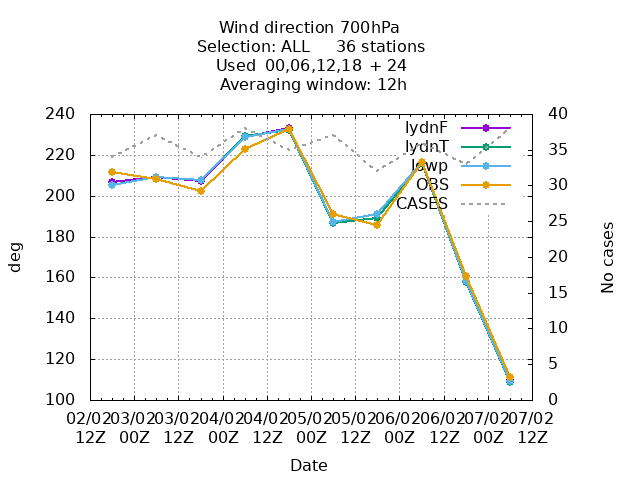 Wind direction 700hPa
Selection: ALL 36 stations
Used 00,06,12,18 + 24
Averaging window: 12h
240
220
200
180
160
140
120
100
40
35
30
25
20
15
10
5
0
lydnF
lydnT
lowp
OBS
CASES
deg
No cases
02/02 03/02 03/02 04/02 04/02 05/02 05/02 06/02 06/02 07/02 07/02
12Z 00Z 12Z 00Z 12Z 00Z 12Z 00Z 12Z 00Z 12Z
Date